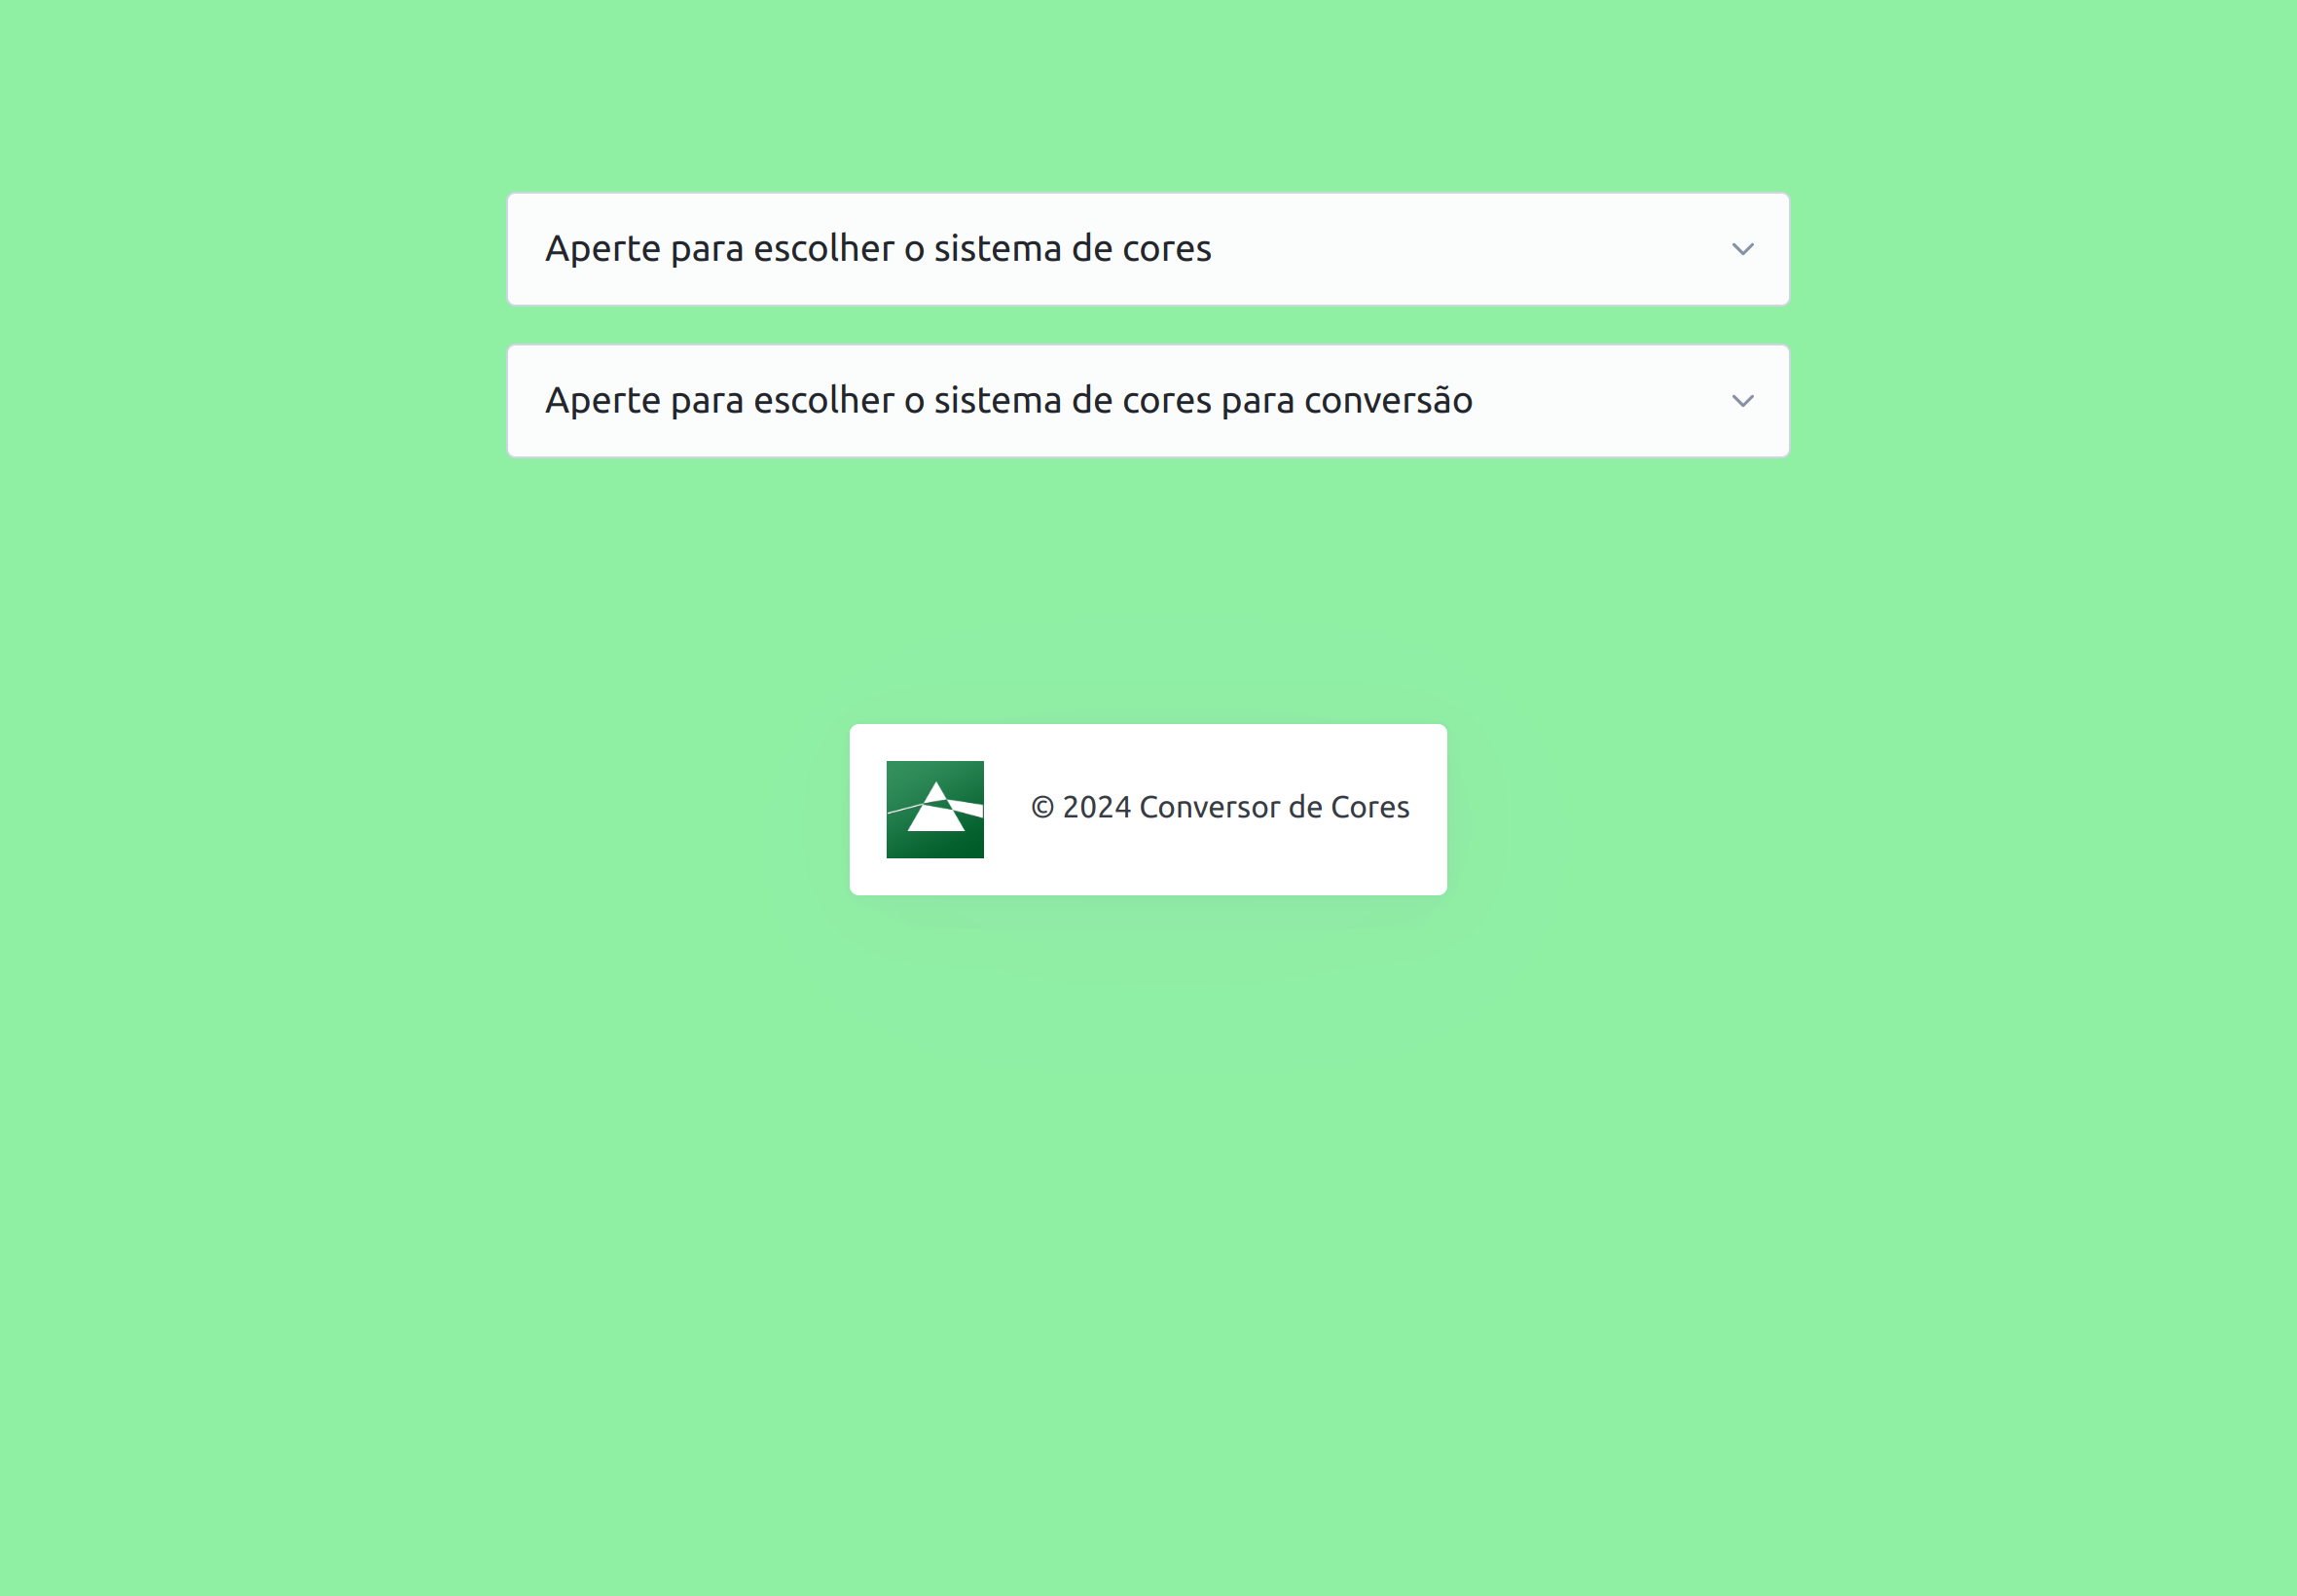 Aperte para escolher o sistema de cores
Aperte para escolher o sistema de cores para conversão
© 2024 Conversor de Cores